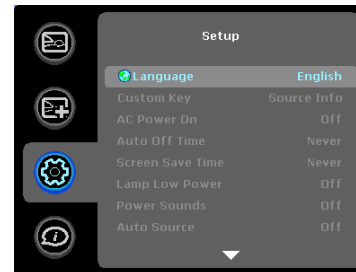 Setup
Language English
Custom Key Source Info
AC Power On Off
Auto Off Time Never
Screen Save Time Never
Lamp Low Power Off
Power Sounds Off
Auto Source Off